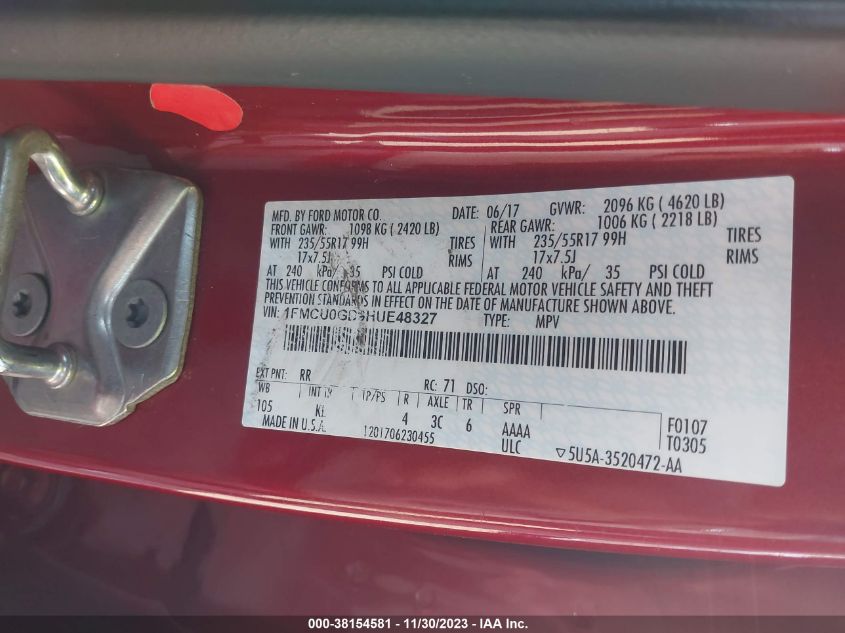 MFD. BY FORD MOTOR CO. DATE: 06/17 GVWR: 2096 KG (4620 LB)
FRONT GAWR: 1098 KG (2420 LB) REAR GAWR: 1006 KG (2218 LB)
WITH 235/55R17 99H TIRES WITH 235/55R17 99H TIRES
17x7.5J RIMS 17x7.5J RIMS
AT 240 kPa/ 35 PSI COLD AT 240 kPa/ 35 PSI COLD
THIS VEHICLE CONFORMS TO ALL APPLICABLE FEDERAL MOTOR VEHICLE SAFETY AND THEFT
PREVENTION STANDARDS IN EFFECT ON THE DATE OF MANUFACTURE SHOWN ABOVE.
VIN: TYPE: MPV
EXT PNT: RR RC: 71 DSO:
WB INT TR TP/PS R AXLE TR SPR
105 4 3C 6 AAAA F0107
MADE IN U.S.A. 1201706230455 ULC ▽5U5A-3520472-AA T0305
000-38154581 - 11/30/2023 - IAA Inc.